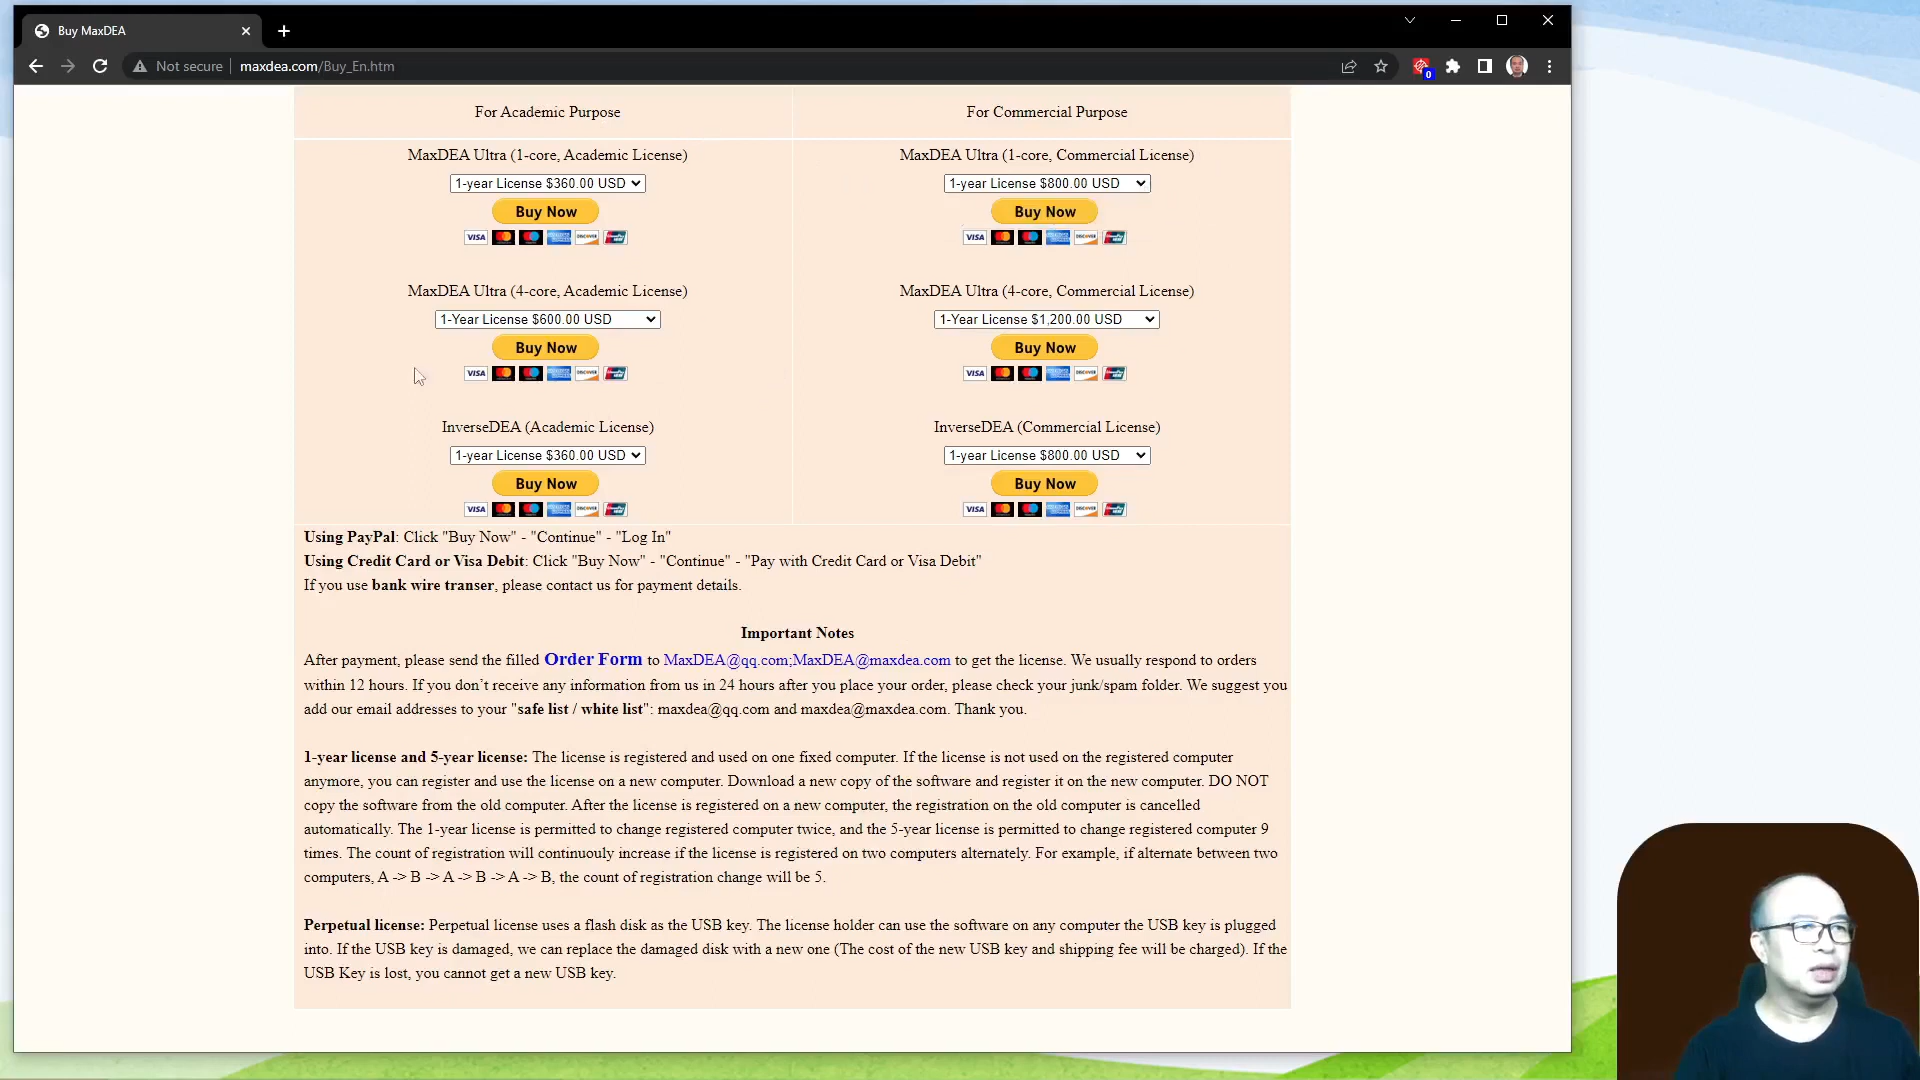 Buy MaxDEA
Not secure
maxdea.com/Buy_En.htm
0
For Academic Purpose
For Commercial Purpose
MaxDEA Ultra (1-core, Academic License)
MaxDEA Ultra (1-core, Commercial License)
1-year License $360.00 USD
1-year License $800.00 USD
Buy Now
Buy Now
VISA
DISCOVER
VISA
DISCOVER
MaxDEA Ultra (4-core, Academic License)
MaxDEA Ultra (4-core, Commercial License)
1-Year License $600.00 USD
1-Year License $1,200.00 USD
Buy Now
Buy Now
VISA
DISCOVER
VISA
DISCOVER
InverseDEA (Academic License)
InverseDEA (Commercial License)
1-year License $360.00 USD
1-year License $800.00 USD
Buy Now
Buy Now
VISA
DISCOVER
VISA
DISCOVER
Using PayPal: Click "Buy Now" - "Continue" - "Log In"
Using Credit Card or Visa Debit: Click "Buy Now" - "Continue" - "Pay with Credit Card or Visa Debit"
If you use bank wire transer, please contact us for payment details.
Important Notes
After payment, please send the filled Order Form to MaxDEA@qq.com;MaxDEA@maxdea.com to get the license. We usually respond to orders
within 12 hours. If you don’t receive any information from us in 24 hours after you place your order, please check your junk/spam folder. We suggest you
add our email addresses to your "safe list / white list": maxdea@qq.com and maxdea@maxdea.com. Thank you.
1-year license and 5-year license: The license is registered and used on one fixed computer. If the license is not used on the registered computer
anymore, you can register and use the license on a new computer. Download a new copy of the software and register it on the new computer. DO NOT
copy the software from the old computer. After the license is registered on a new computer, the registration on the old computer is cancelled
automatically. The 1-year license is permitted to change registered computer twice, and the 5-year license is permitted to change registered computer 9
times. The count of registration will continouly increase if the license is registered on two computers alternately. For example, if alternate between two
computers, A -> B -> A -> B -> A -> B, the count of registration change will be 5.
Perpetual license: Perpetual license uses a flash disk as the USB key. The license holder can use the software on any computer the USB key is plugged
into. If the USB key is damaged, we can replace the damaged disk with a new one (The cost of the new USB key and shipping fee will be charged). If the
USB Key is lost, you cannot get a new USB key.